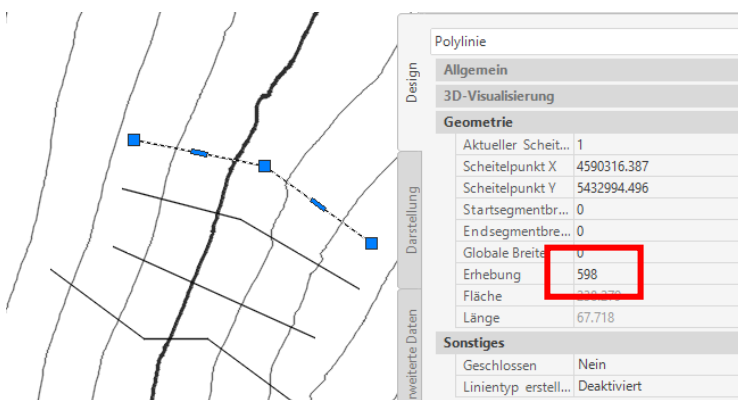 Polylinie
Design
Allgemein
3D-Visualisierung
Geometrie
Aktueller Scheit... 1
Scheitelpunkt X 4590316.387
Scheitelpunkt Y 5432994.496
Startsegmentbr... 0
Endsegmentbre... 0
Globale Breite 0
Erhebung 598
Fläche
Länge 67.718
Sonstiges
Geschlossen Nein
Linientyp erstell... Deaktiviert
Darstellung
rweiterte Daten